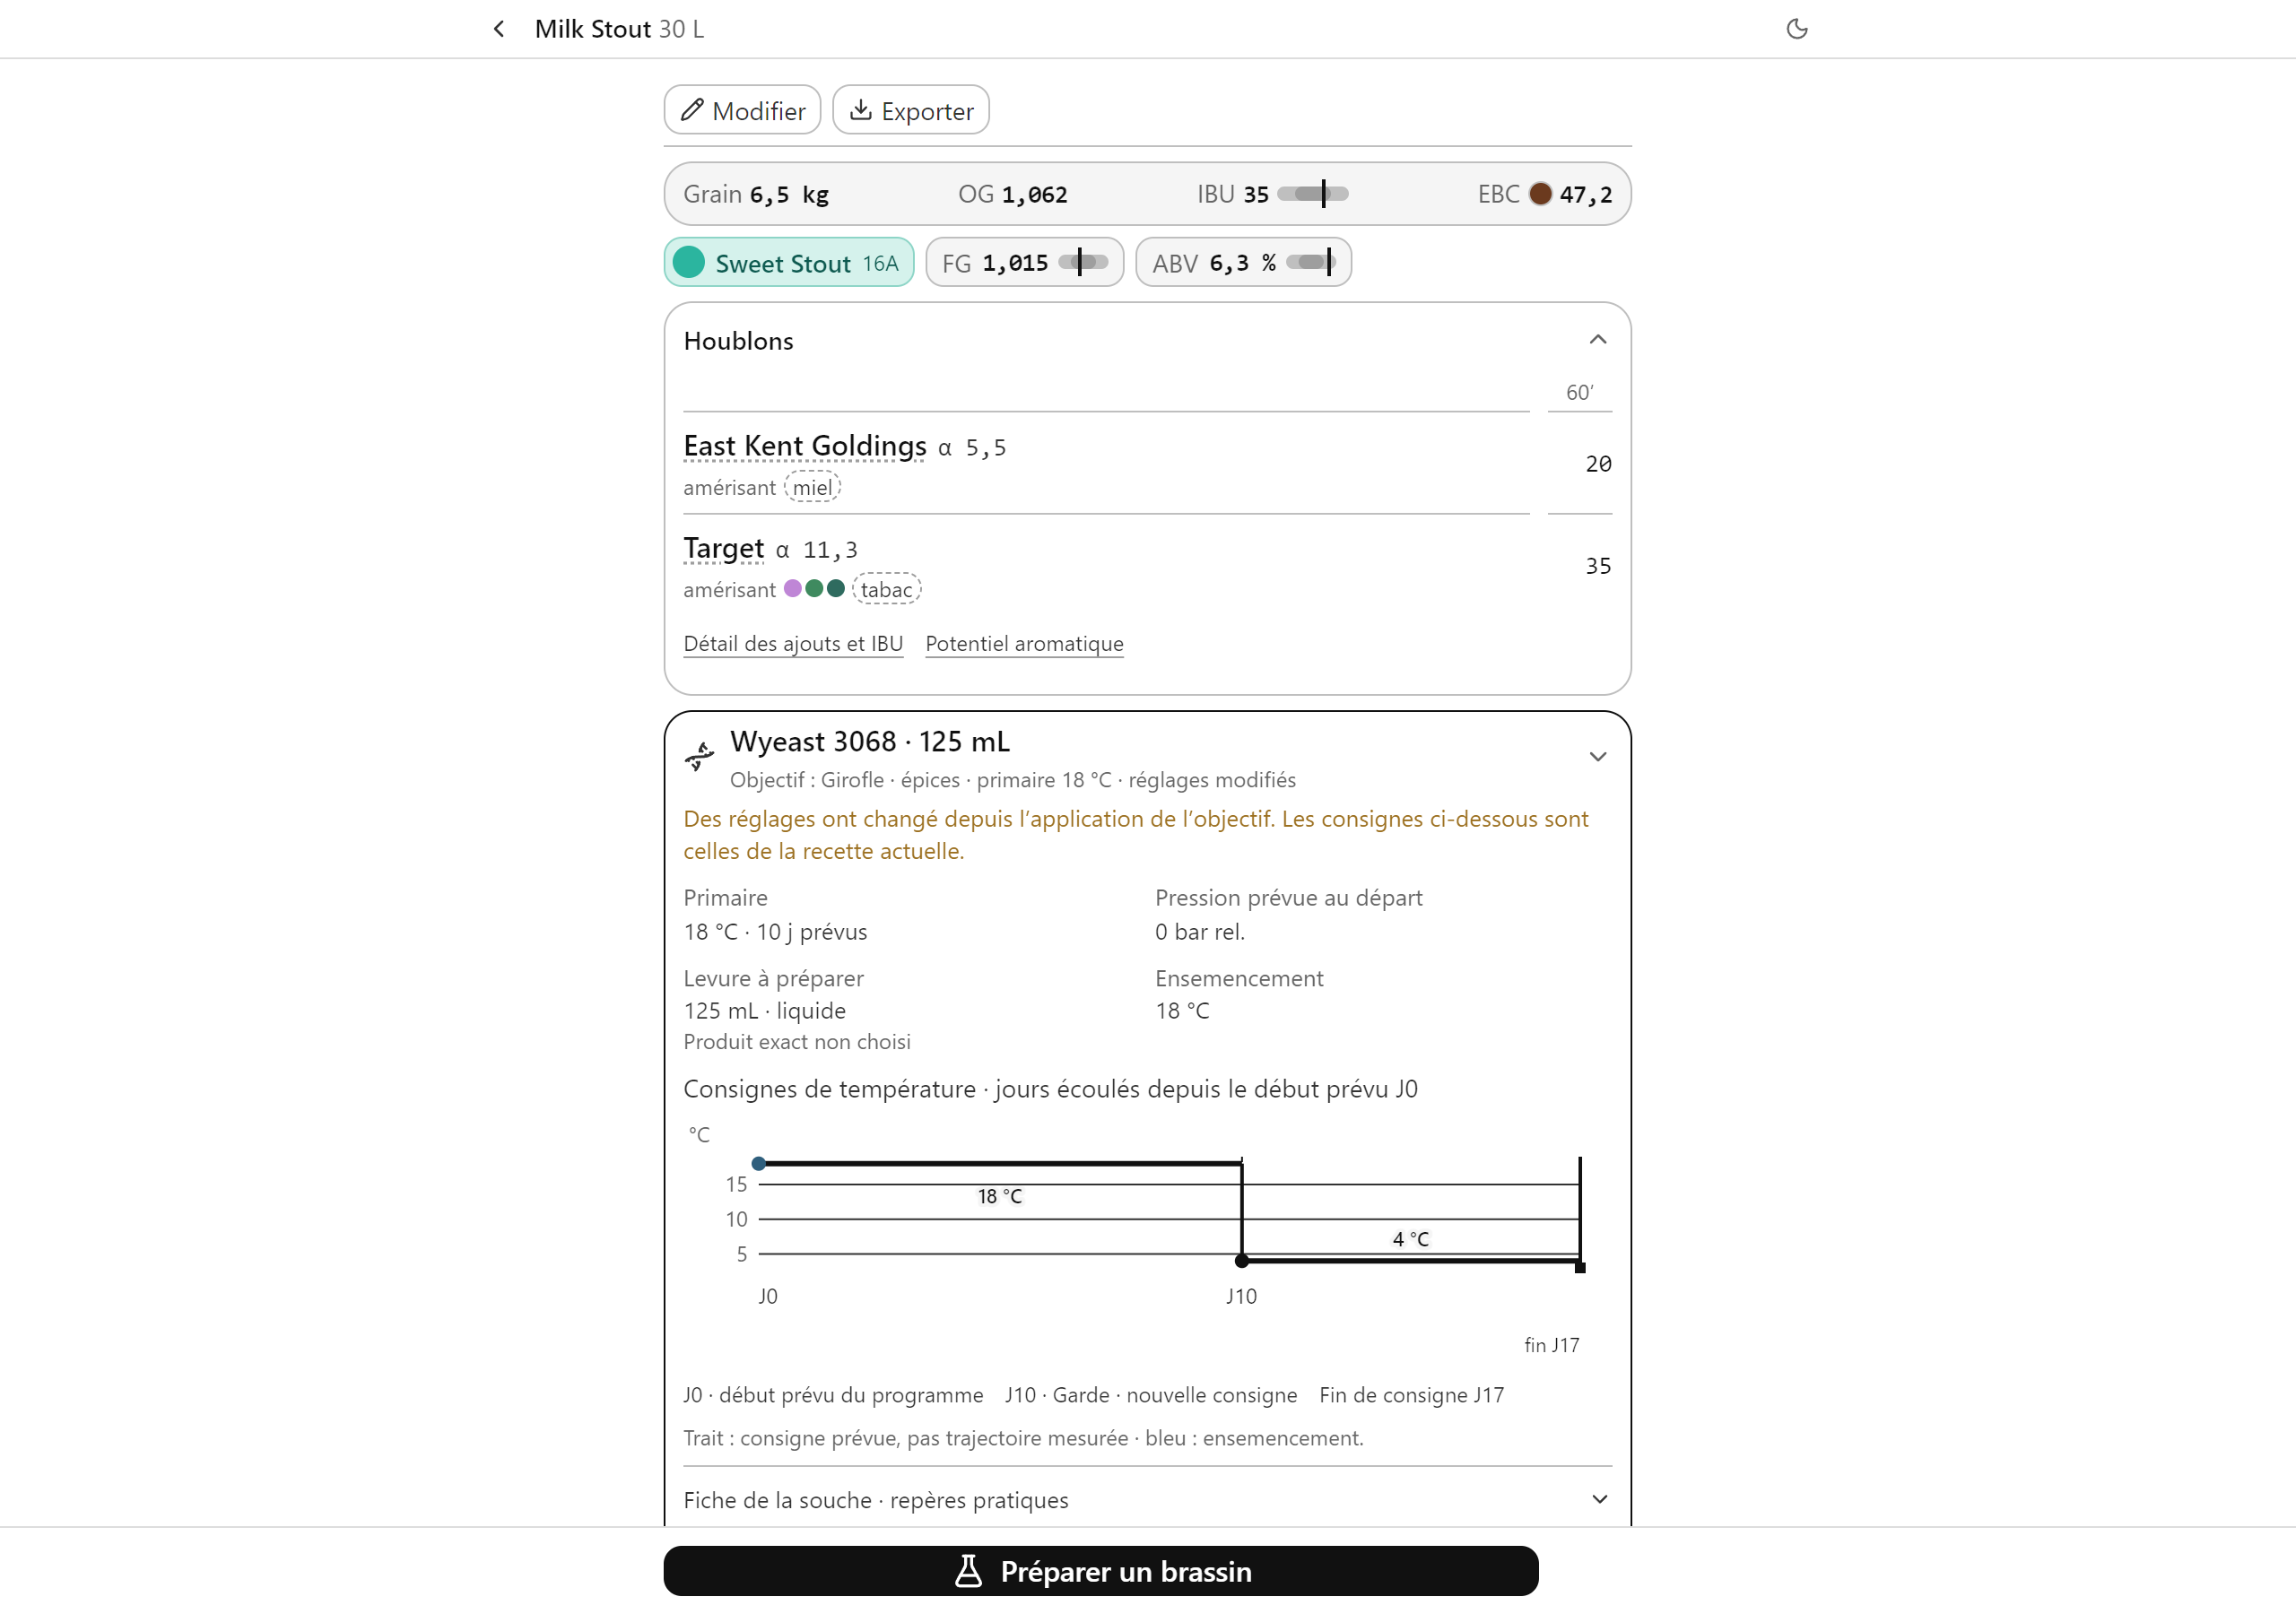 Milk Stout 30 L
Modifier
Exporter
Grain 6,5 kg OG 1,062 IBU 35 EBC 47,2
Sweet Stout 16A FG 1,015 ABV 6,3 %
Houblons
60′
East Kent Goldings α 5,5
20
amérisant miel
Target α 11,3
35
amérisant tabac
Détail des ajouts et IBU Potentiel aromatique
Wyeast 3068 · 125 mL
Objectif : Girofle · épices · primaire 18 °C · réglages modifiés
Des réglages ont changé depuis l’application de l’objectif. Les consignes ci-dessous sont
celles de la recette actuelle.
Primaire
18 °C · 10 j prévus
Pression prévue au départ
0 bar rel.
Levure à préparer
125 mL · liquide
Produit exact non choisi
Ensemencement
18 °C
Consignes de température · jours écoulés depuis le début prévu J0
°C
15
18 °C
10
4 °C
5
J0 J10
fin J17
J0 · début prévu du programme J10 · Garde · nouvelle consigne Fin de consigne J17
Trait : consigne prévue, pas trajectoire mesurée · bleu : ensemencement.
Fiche de la souche · repères pratiques
Préparer un brassin